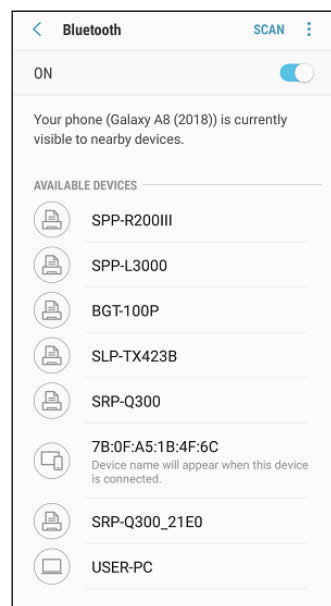 Bluetooth
SCAN
ON
Your phone (Galaxy A8 (2018)) is currently
visible to nearby devices.
AVAILABLE DEVICES
SPP-R200III
SPP-L3000
BGT-100P
SLP-TX423B
SRP-Q300
7B:0F:A5:1B:4F:6C
Device name will appear when this device
is connected.
SRP-Q300_21E0
USER-PC